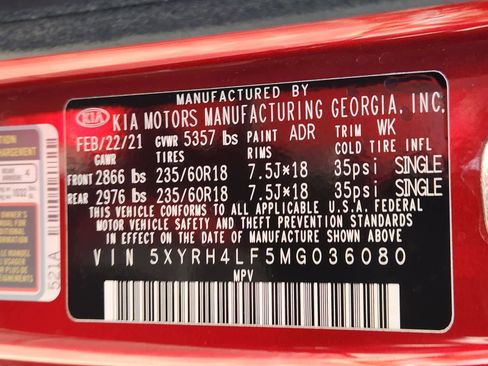 MANUFACTURED BY
KIA KIA MOTORS MANUFACTURING GEORGIA, INC.
FEB/22/21 GVWR 5357 lbs PAINT ADR TRIM WK
GAWR TIRES RIMS COLD TIRE INFL
FRONT 2866 lbs 235/60R18 7.5J*18 35psi SINGLE
REAR 2976 lbs 235/60R18 7.5J*18 35psi SINGLE
THIS VEHICLE CONFORMS TO ALL APPLICABLE U.S.A. FEDERAL
MOTOR VEHICLE SAFETY AND THEFT PREVENTION STANDARDS
IN EFFECT ON THE DATE OF MANUFACTURE SHOWN ABOVE.
VIN 5XYRH4LF5MG036080
MPV
4
OWNER'S
521A